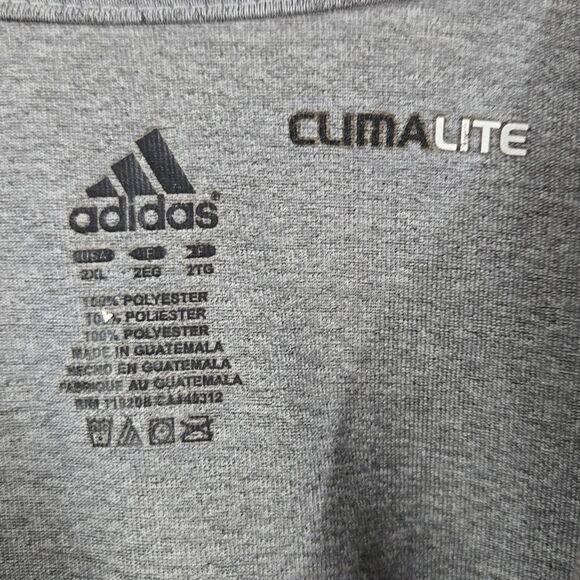 CLIMALITE
adidas
USA E F
2XL 2EG 2TG
100% POLYESTER
100% POLIESTER
100% POLYESTER
MADE IN GUATEMALA
HECHO EN GUATEMALA
FABRIQUE AU GUATEMALA